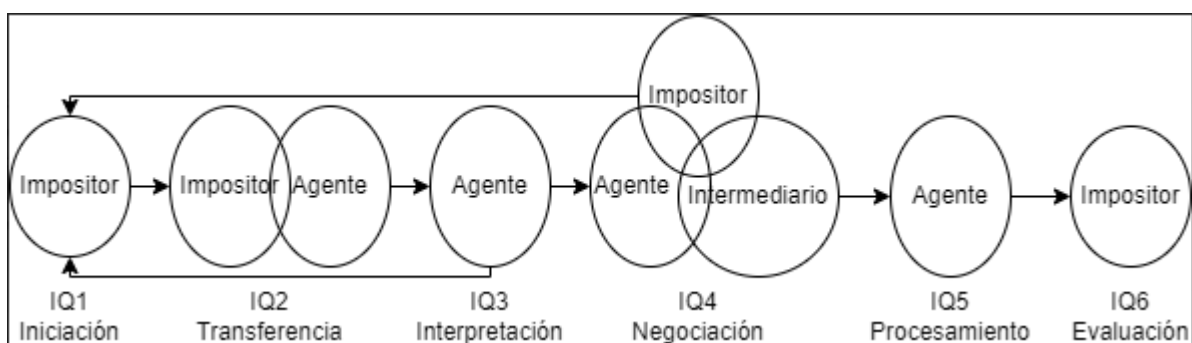 Impositor
Impositor
Impositor
Agente
Agente
Agente
Intermediario
Agente
Impositor
IQ1
IQ2
IQ3
IQ4
IQ5
IQ6
Iniciación
Transferencia
Interpretación
Negociación
Procesamiento
Evaluación